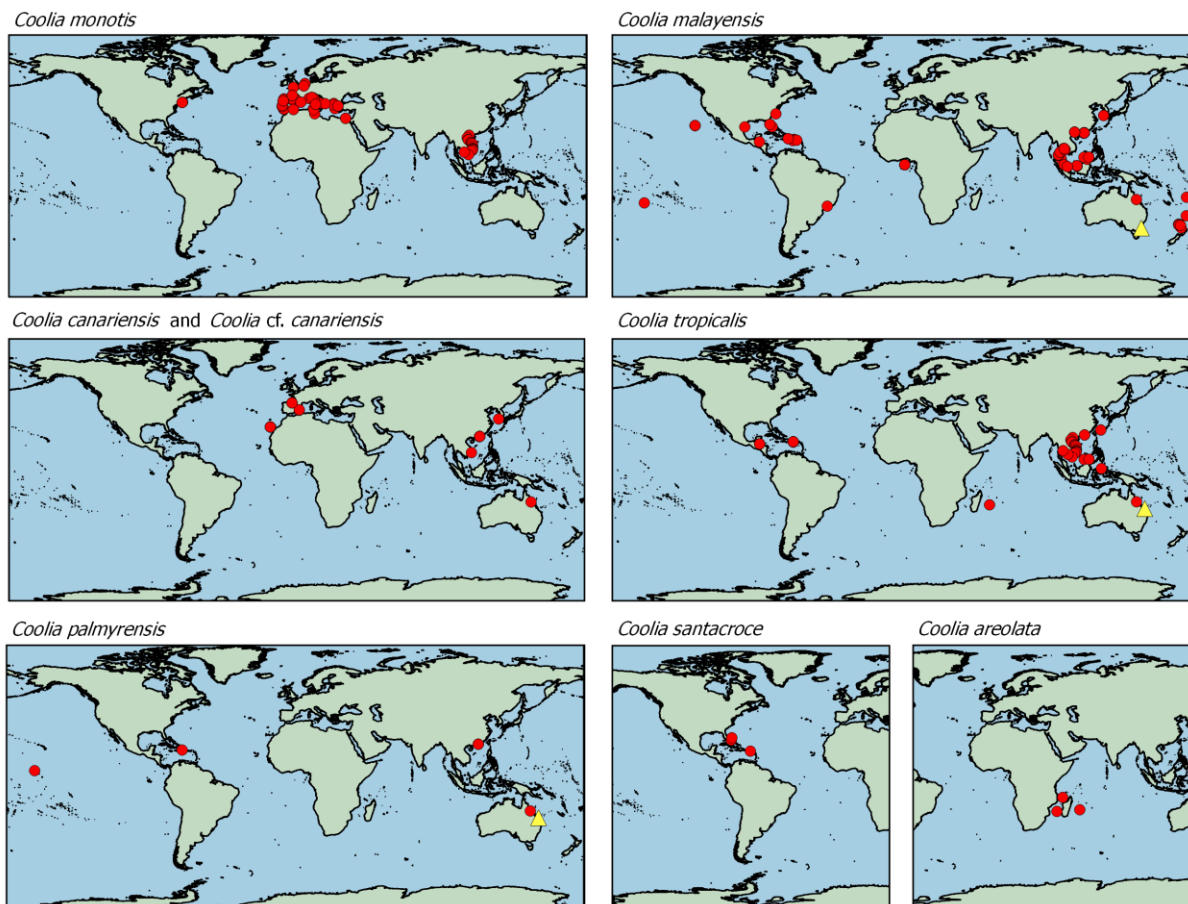 Coolia monotis
Coolia malayensis
Coolia canariensis and Coolia cf. canariensis
Coolia tropicalis
Coolia palmyrensis
Coolia santacroce
Coolia areolata